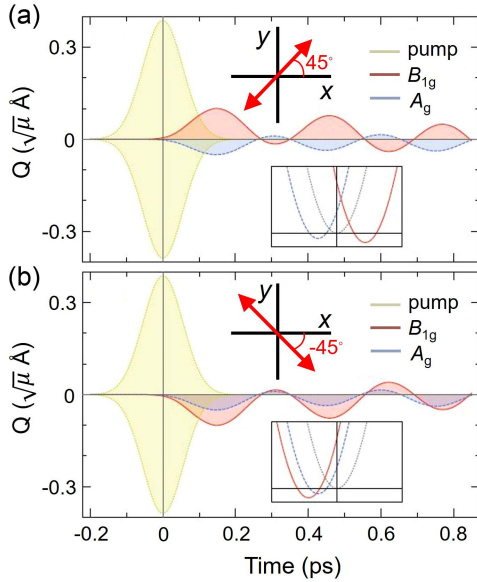 (a)
Q (√μ Å)
0.3
0
-0.3
y
45°
x
pump
B1g
Ag
(b)
Q (√μ Å)
0.3
0
-0.3
y
x
-45°
pump
B1g
Ag
-0.2 0 0.2 0.4 0.6 0.8
Time (ps)